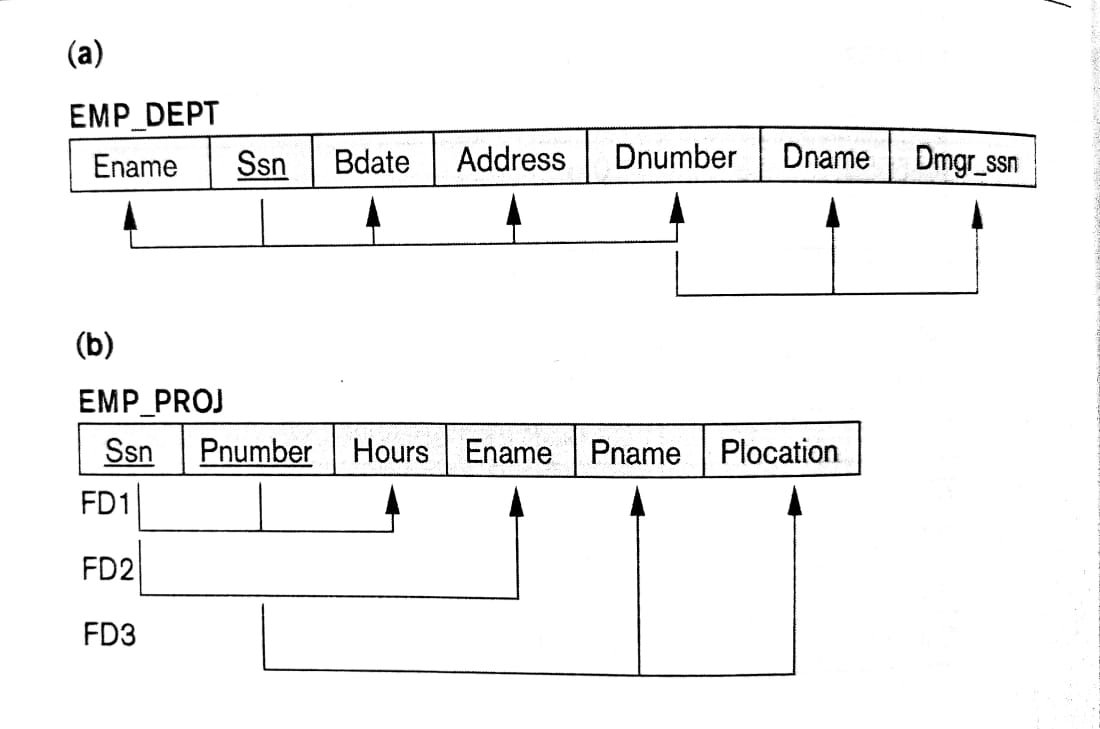 (a)
EMP_DEPT
Ename Ssn Bdate Address Dnumber Dname Dmgr_ssn
(b)
EMP_PROJ
Ssn Pnumber Hours Ename Pname Plocation
FD1
FD2
FD3